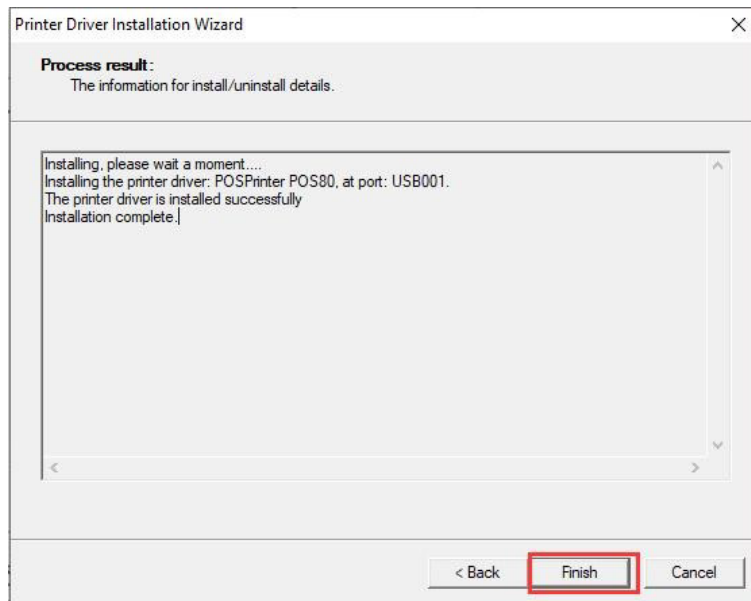 Printer Driver Installation Wizard
Process result:
The information for install/uninstall details.
Installing, please wait a moment....
Installing the printer driver: POSPrinter POS80, at port: USB001.
The printer driver is installed successfully
Installation complete.
< Back
Finish
Cancel